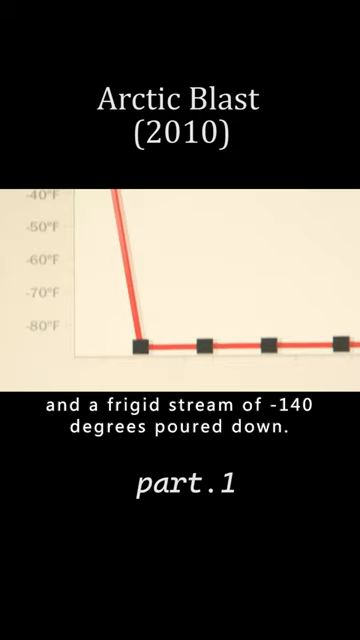 Arctic Blast
(2010)
-40°F
-50°F
-60°F
-70°F
-80°F
and a frigid stream of -140
degrees poured down.
part.1